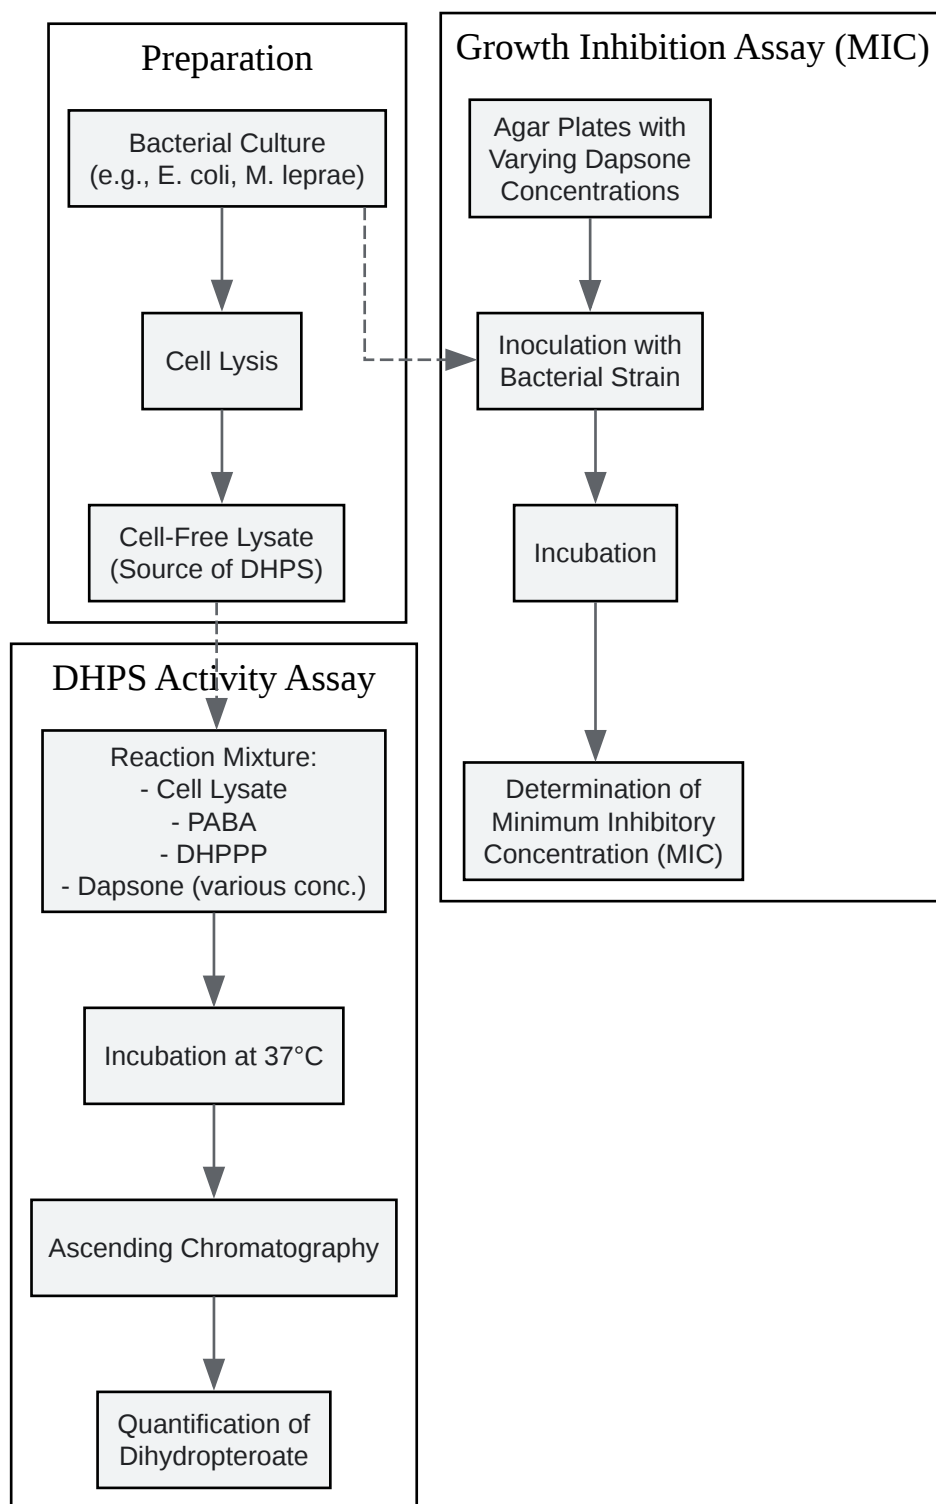 Preparation
Bacterial Culture
(e.g., E. coli, M. leprae)
Cell Lysis
Cell-Free Lysate
(Source of DHPS)
Growth Inhibition Assay (MIC)
Agar Plates with
Varying Dapsone
Concentrations
Inoculation with
Bacterial Strain
Incubation
Determination of
Minimum Inhibitory
Concentration (MIC)
DHPS Activity Assay
Reaction Mixture:
- Cell Lysate
- PABA
- DHPPP
- Dapsone (various conc.)
Incubation at 37°C
Ascending Chromatography
Quantification of
Dihydropteroate